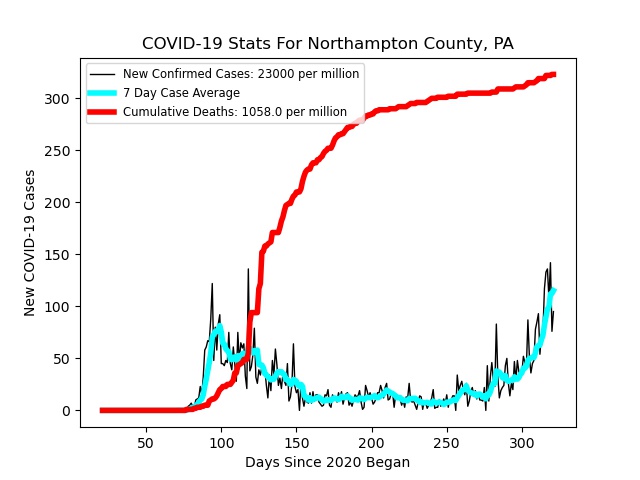 COVID-19 Stats For Northampton County, PA
New Confirmed Cases: 23000 per million
7 Day Case Average
Cumulative Deaths: 1058.0 per million
New COVID-19 Cases
300
250
200
150
100
50
0
50 100 150 200 250 300
Days Since 2020 Began